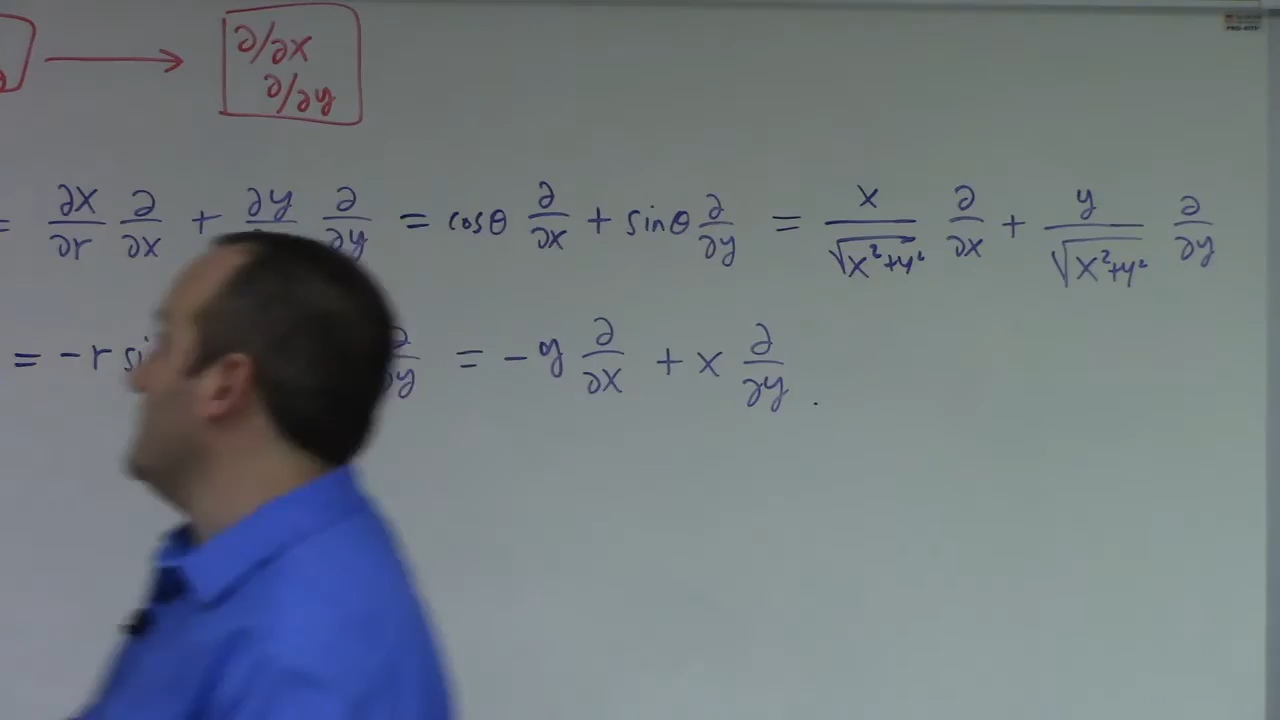 ∂/∂x
∂/∂y
= ∂x/∂r ∂/∂x + ∂y/ ∂/∂y = cosθ ∂/∂x + sinθ ∂/∂y = x/√(x²+y²) ∂/∂x + y/√(x²+y²) ∂/∂y
= -r ∂y = -y ∂/∂x + x ∂/∂y .